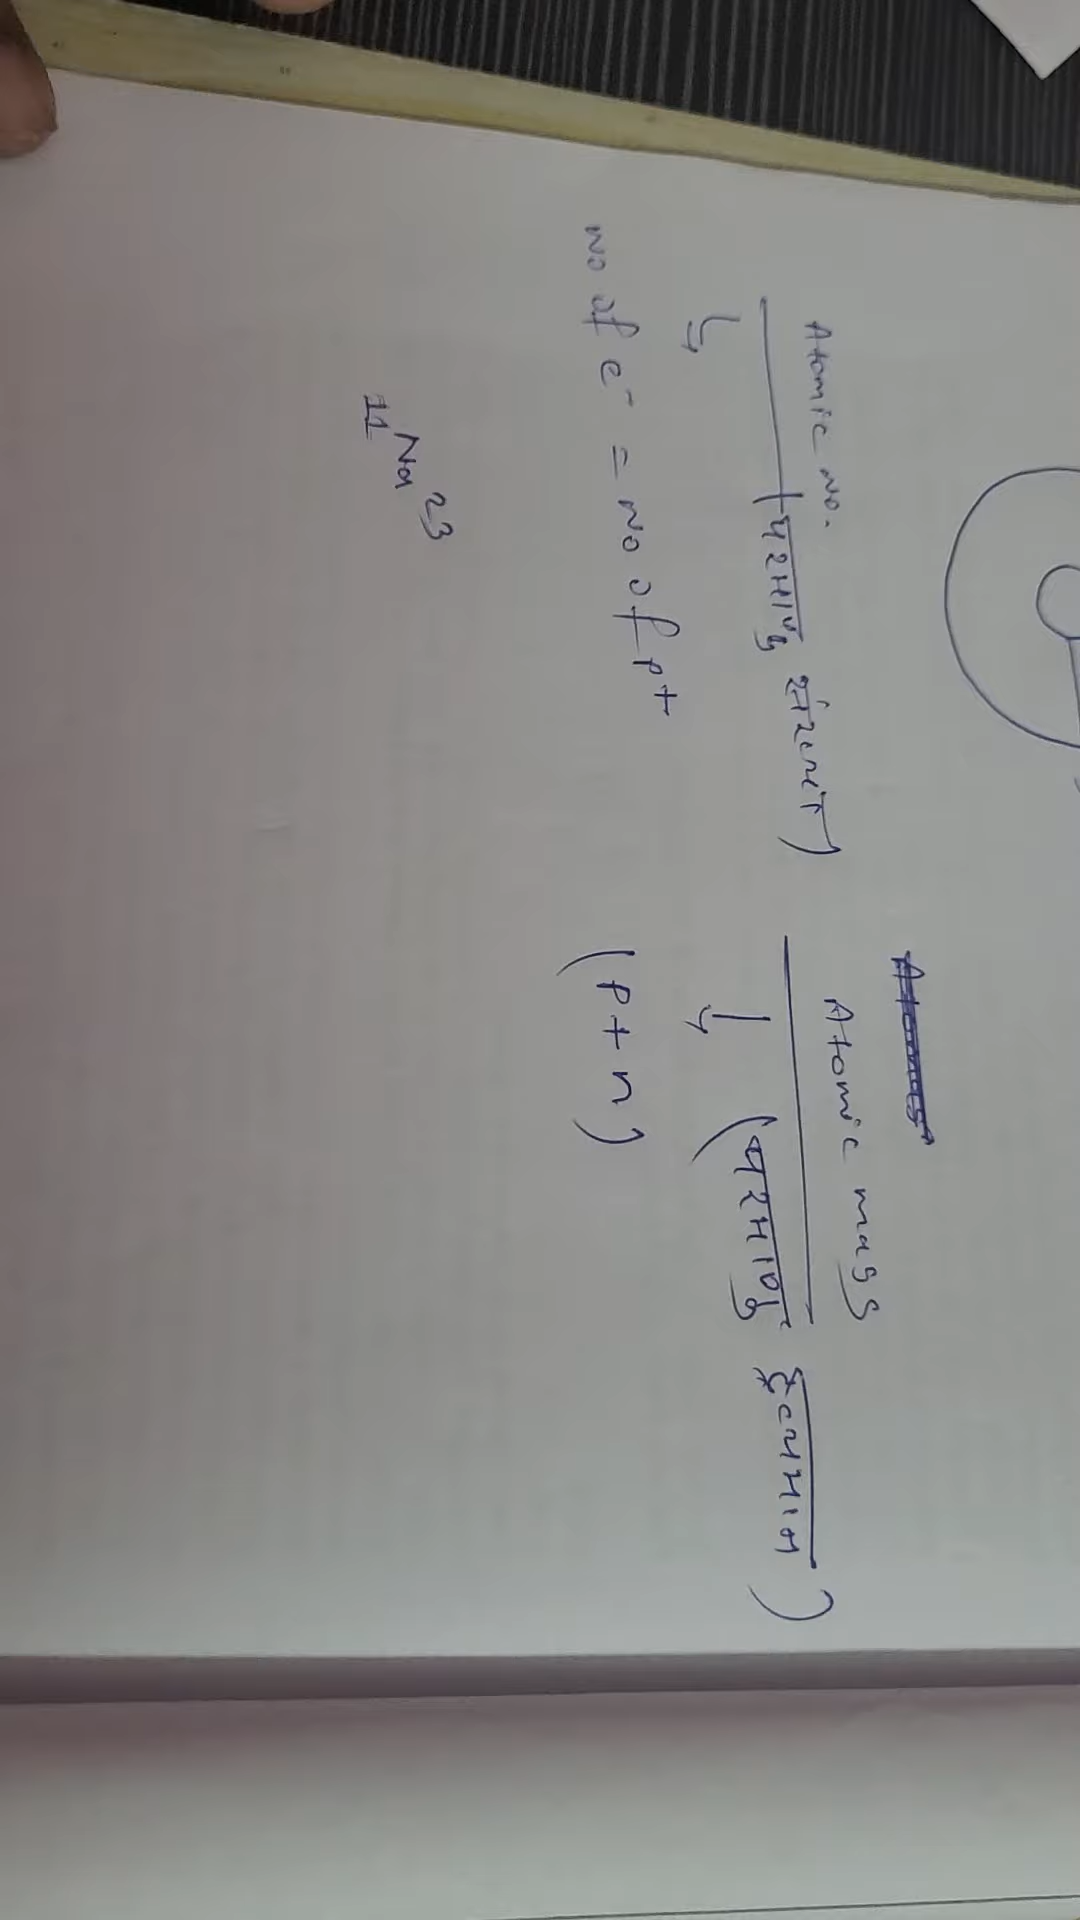 Atomic no.
(परमाणु संख्या)
↳
no of e⁻ = no of p+
Atomic mass
(परमाणु द्रव्यमान)
↳
(p + n)
₁₁Na²³